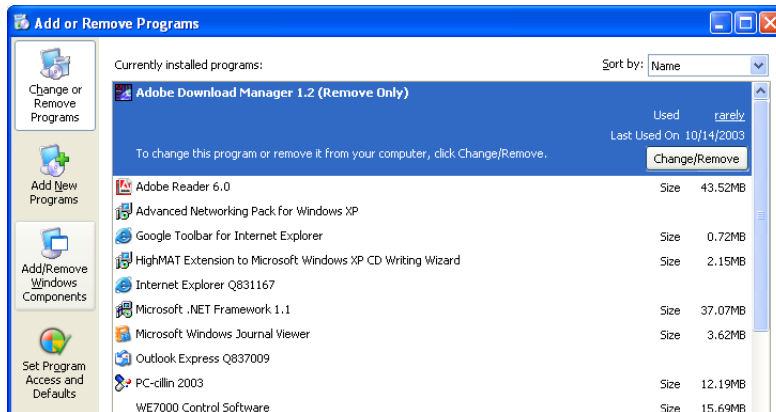 Add or Remove Programs
Change or
Remove
Programs
Add New
Programs
Add/Remove
Windows
Components
Set Program
Access and
Defaults
Currently installed programs:
Sort by: Name
Adobe Download Manager 1.2 (Remove Only)
Used rarely
Last Used On 10/14/2003
To change this program or remove it from your computer, click Change/Remove.
Change/Remove
Adobe Reader 6.0 Size 43.52MB
Advanced Networking Pack for Windows XP
Google Toolbar for Internet Explorer Size 0.72MB
HighMAT Extension to Microsoft Windows XP CD Writing Wizard Size 2.15MB
Internet Explorer Q831167
Microsoft .NET Framework 1.1 Size 37.07MB
Microsoft Windows Journal Viewer Size 3.62MB
Outlook Express Q837009
PC-cillin 2003 Size 12.19MB
WE7000 Control Software Size 15.69MB